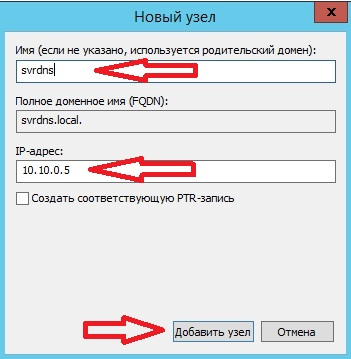 Новый узел
x
Имя (если не указано, используется родительский домен):
svrdns
Полное доменное имя (FQDN):
svrdns.local.
IP-адрес:
10.10.0.5
Создать соответствующую PTR-запись
Добавить узел
Отмена